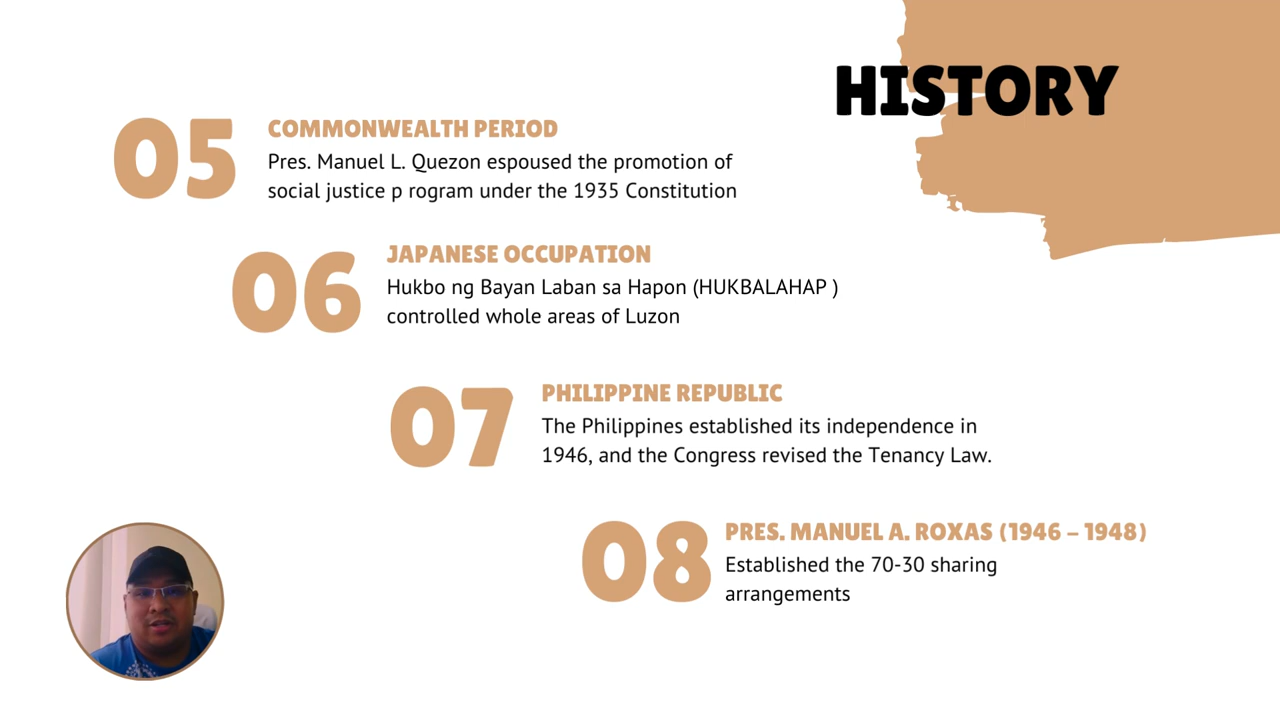 HISTORY
05
COMMONWEALTH PERIOD
Pres. Manuel L. Quezon espoused the promotion of
social justice p rogram under the 1935 Constitution
06
JAPANESE OCCUPATION
Hukbo ng Bayan Laban sa Hapon (HUKBALAHAP )
controlled whole areas of Luzon
07
PHILIPPINE REPUBLIC
The Philippines established its independence in
1946, and the Congress revised the Tenancy Law.
08
PRES. MANUEL A. ROXAS (1946 – 1948)
Established the 70-30 sharing
arrangements